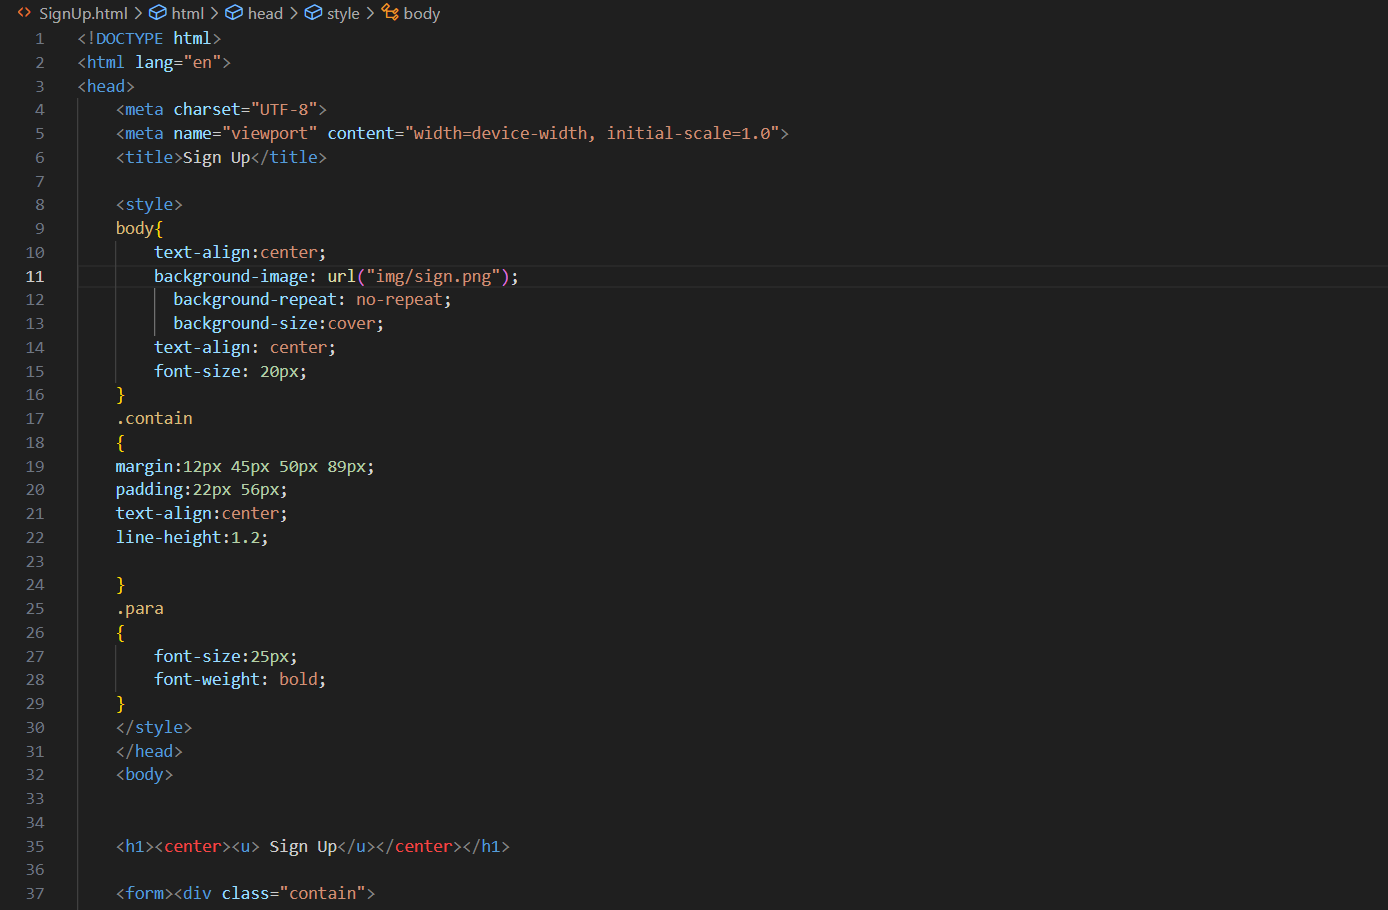 SignUp.html > html > head > style > body
1 <!DOCTYPE html>
2 <html lang="en">
3 <head>
4 <meta charset="UTF-8">
5 <meta name="viewport" content="width=device-width, initial-scale=1.0">
6 <title>Sign Up</title>
7
8 <style>
9 body{
10 text-align:center;
11 background-image: url("img/sign.png");
12 background-repeat: no-repeat;
13 background-size:cover;
14 text-align: center;
15 font-size: 20px;
16 }
17 .contain
18 {
19 margin:12px 45px 50px 89px;
20 padding:22px 56px;
21 text-align:center;
22 line-height:1.2;
23
24 }
25 .para
26 {
27 font-size:25px;
28 font-weight: bold;
29 }
30 </style>
31 </head>
32 <body>
33
34
35 <h1><center><u> Sign Up</u></center></h1>
36
37 <form><div class="contain">